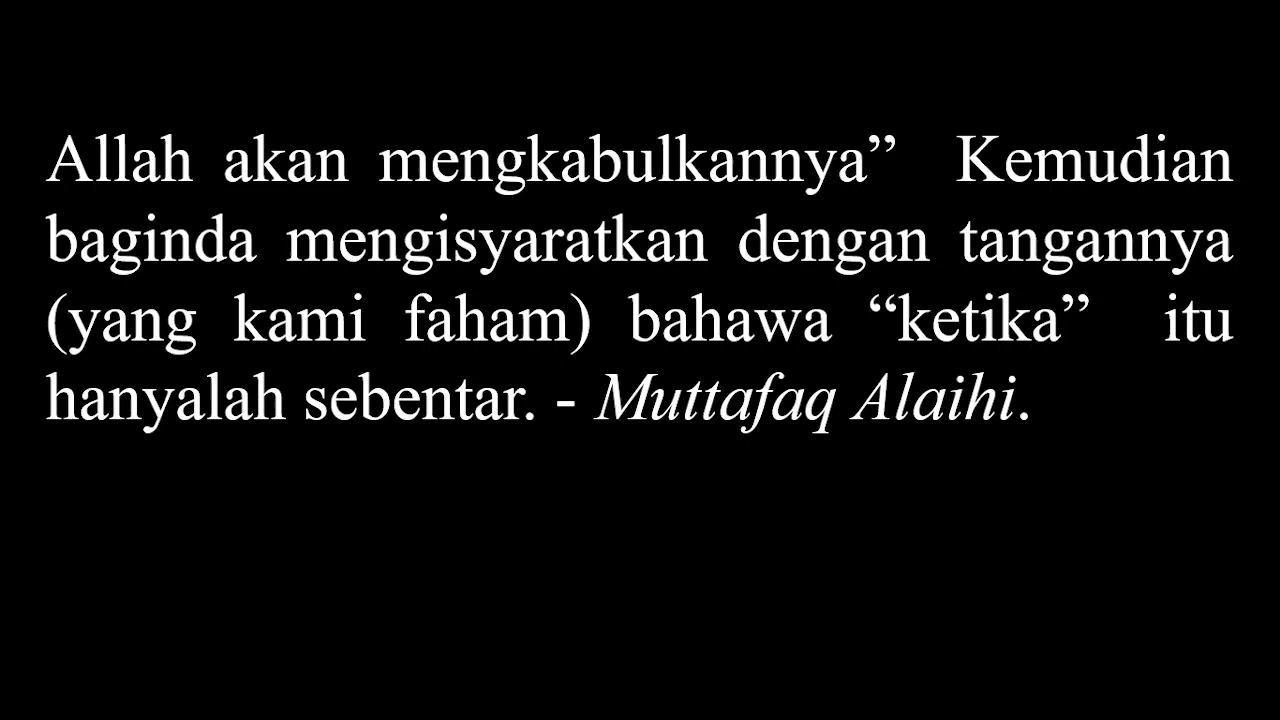 Allah akan mengkabulkannya”  Kemudian
baginda mengisyaratkan dengan tangannya
(yang kami faham) bahawa “ketika”  itu
hanyalah sebentar. - Muttafaq Alaihi.